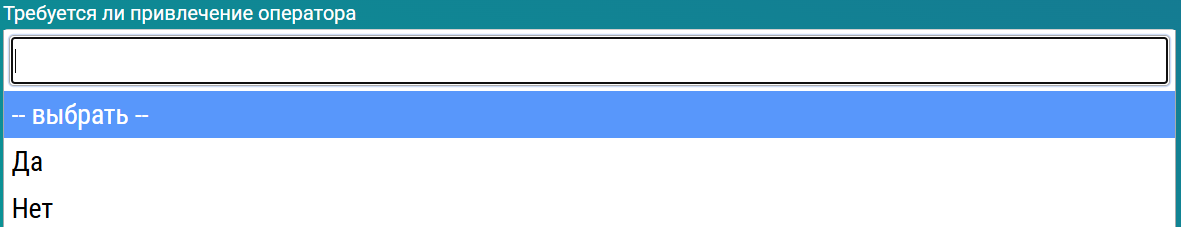 Требуется ли привлечение оператора
-- выбрать --
Да
Нет